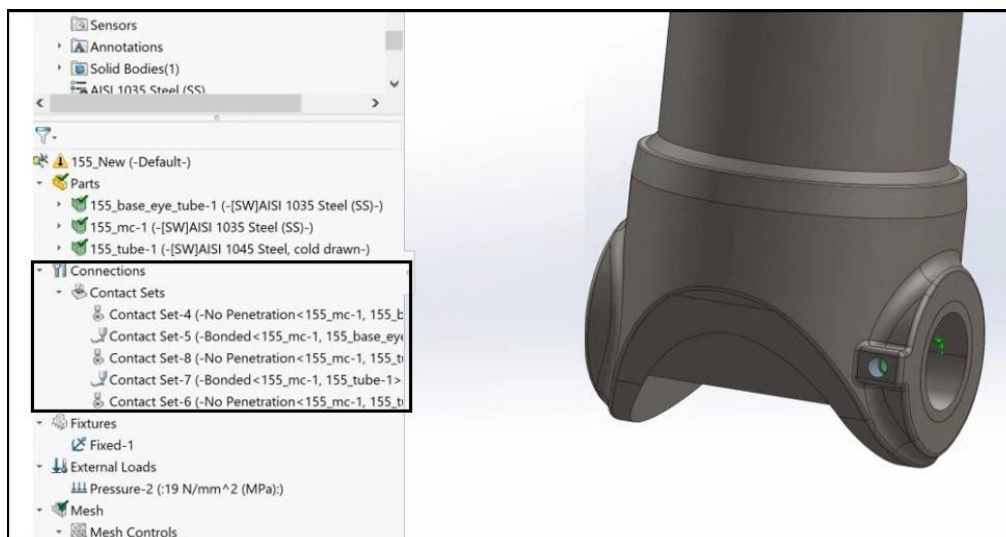 Sensors
Annotations
Solid Bodies(1)
AISI 1035 Steel (SS)
155_New (-Default-)
Parts
155_base_eye_tube-1 (-[SW]AISI 1035 Steel (SS)-)
155_mc-1 (-[SW]AISI 1035 Steel (SS)-)
155_tube-1 (-[SW]AISI 1045 Steel, cold drawn-)
Connections
Contact Sets
Contact Set-4 (-No Penetration<155_mc-1, 155_b
Contact Set-5 (-Bonded<155_mc-1, 155_base_eye
Contact Set-8 (-No Penetration<155_mc-1, 155_tu
Contact Set-7 (-Bonded<155_mc-1, 155_tube-1>
Contact Set-6 (-No Penetration<155_mc-1, 155_tu
Fixtures
Fixed-1
External Loads
Pressure-2 (:19 N/mm^2 (MPa):)
Mesh
Mesh Controls